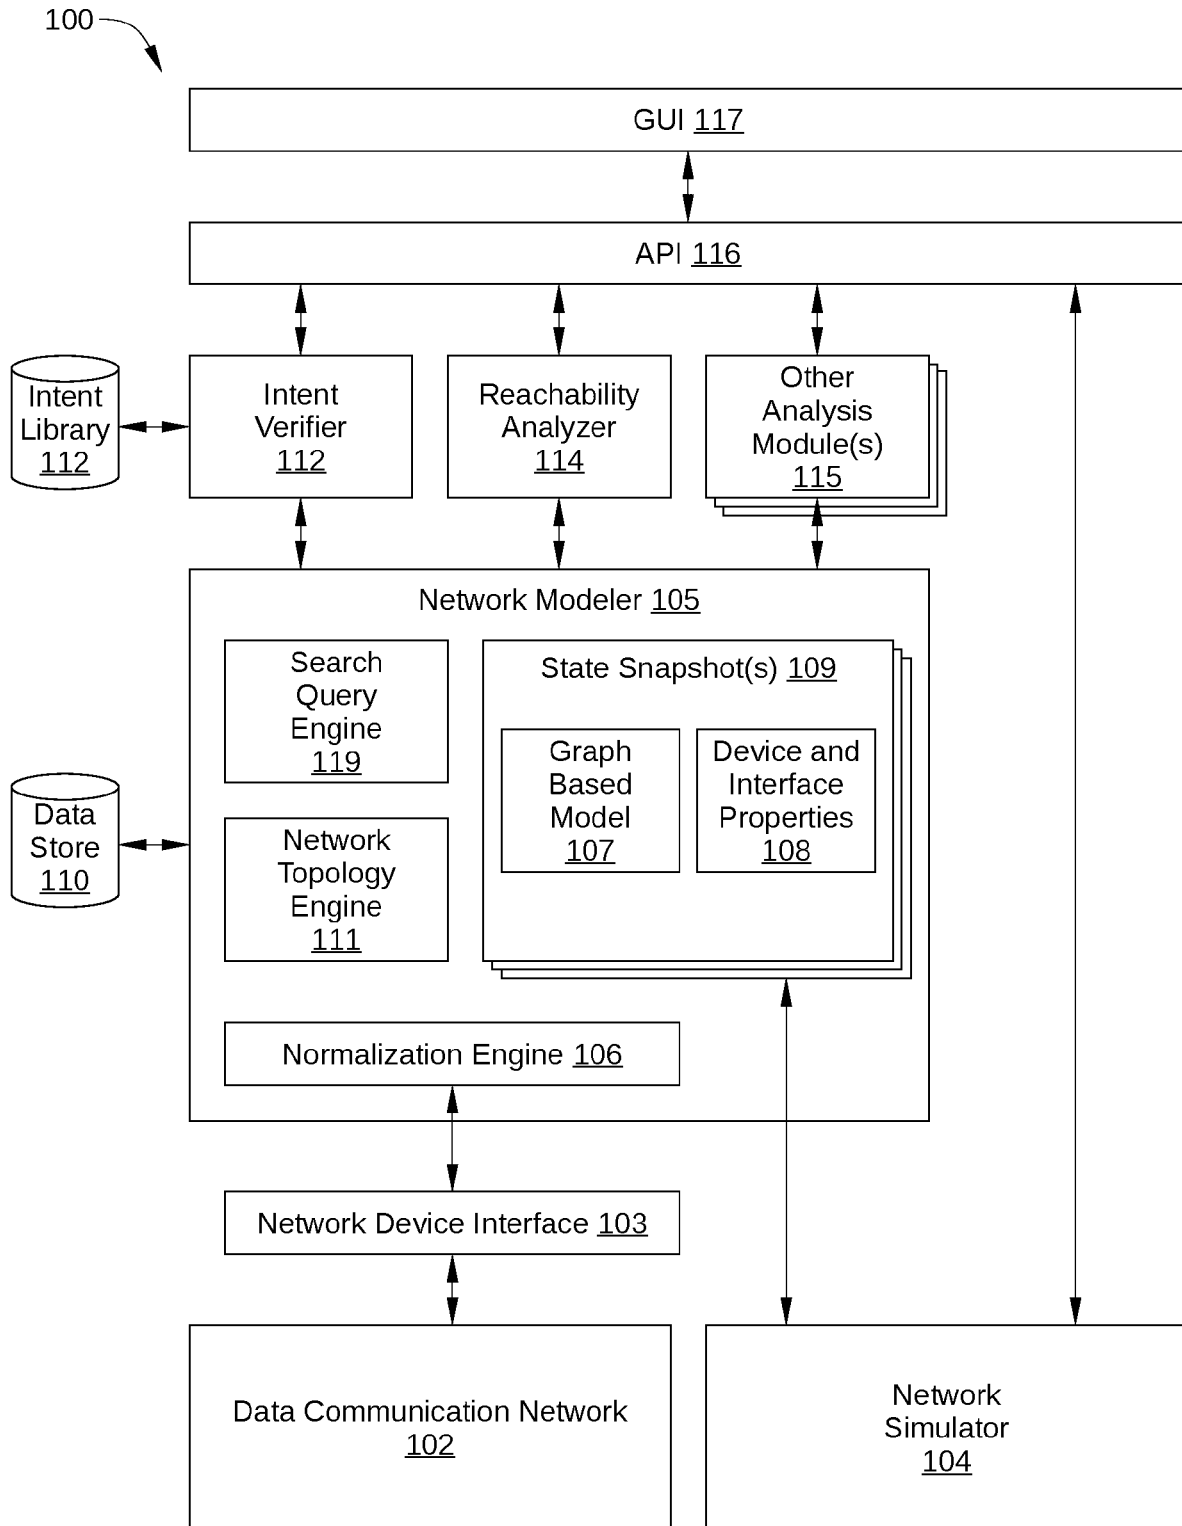 100
GUI 117
API 116
Intent
Library
112
Intent
Verifier
112
Reachability
Analyzer
114
Other
Analysis
Module(s)
115
Network Modeler 105
Search
Query
Engine
119
State Snapshot(s) 109
Graph
Based
Model
107
Device and
Interface
Properties
108
Data
Store
110
Network
Topology
Engine
111
Normalization Engine 106
Network Device Interface 103
Data Communication Network
102
Network
Simulator
104